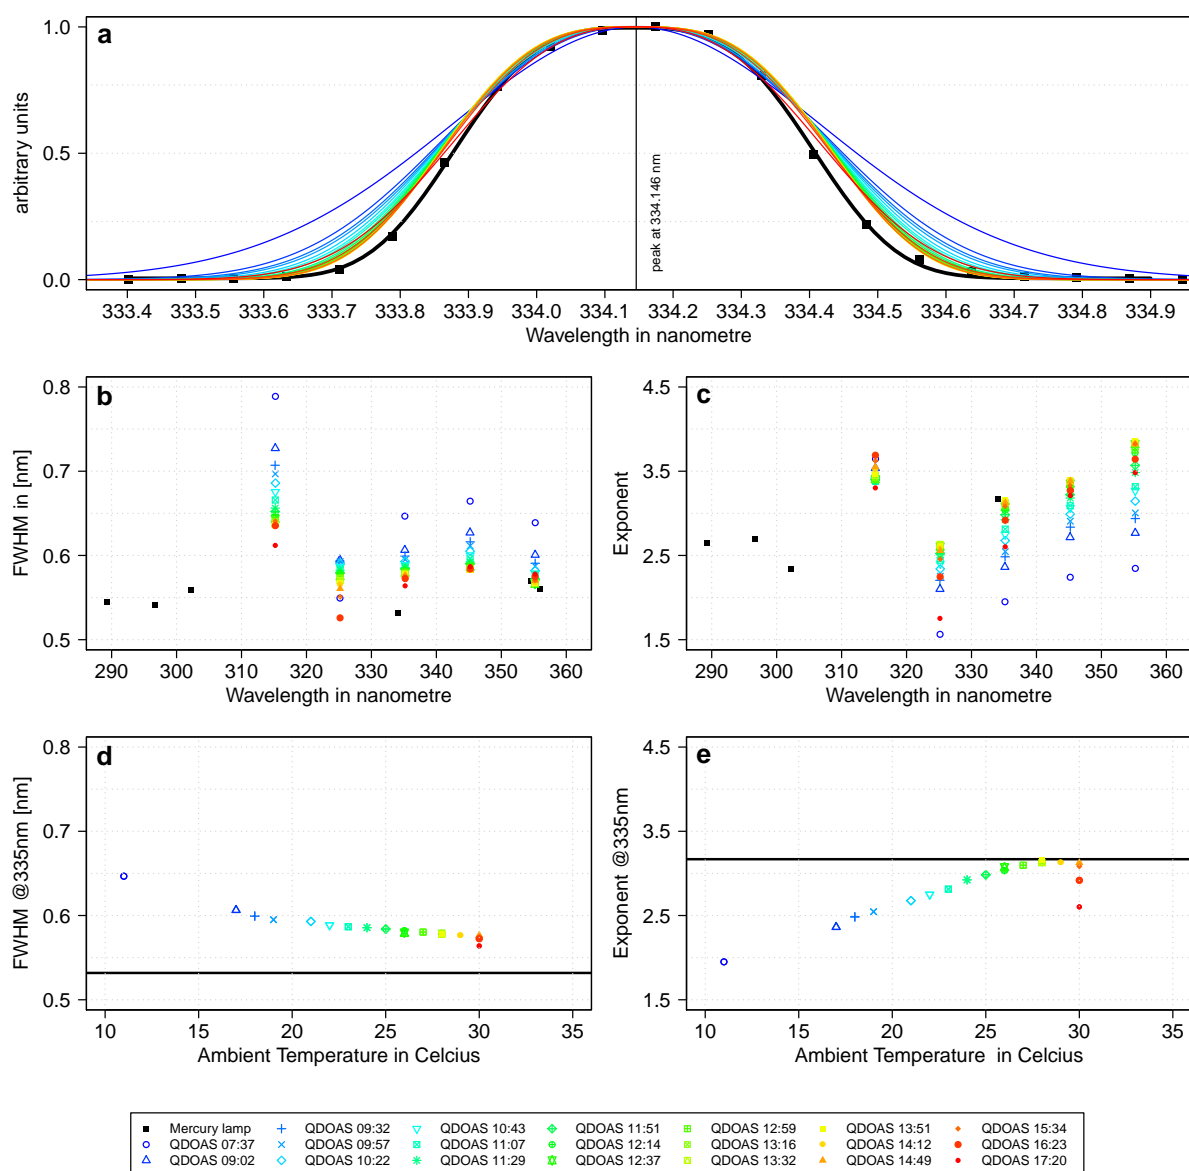 a
1.0
0.5
0.0
arbitrary units
peak at 334.146 nm
333.4 333.5 333.6 333.7 333.8 333.9 334.0 334.1 334.2 334.3 334.4 334.5 334.6 334.7 334.8 334.9
Wavelength in nanometre
b
0.8
0.7
0.6
0.5
FWHM in [nm]
290 300 310 320 330 340 350 360
Wavelength in nanometre
c
4.5
3.5
2.5
1.5
Exponent
290 300 310 320 330 340 350 360
Wavelength in nanometre
d
0.8
0.7
0.6
0.5
FWHM @335nm [nm]
10 15 20 25 30 35
Ambient Temperature in Celcius
e
4.5
3.5
2.5
1.5
Exponent @335nm
10 15 20 25 30 35
Ambient Temperature in Celcius
Mercury lamp QDOAS 09:32 QDOAS 10:43 QDOAS 11:51 QDOAS 12:59 QDOAS 13:51 QDOAS 15:34
QDOAS 07:37 QDOAS 09:57 QDOAS 11:07 QDOAS 12:14 QDOAS 13:16 QDOAS 14:12 QDOAS 16:23
QDOAS 09:02 QDOAS 10:22 QDOAS 11:29 QDOAS 12:37 QDOAS 13:32 QDOAS 14:49 QDOAS 17:20